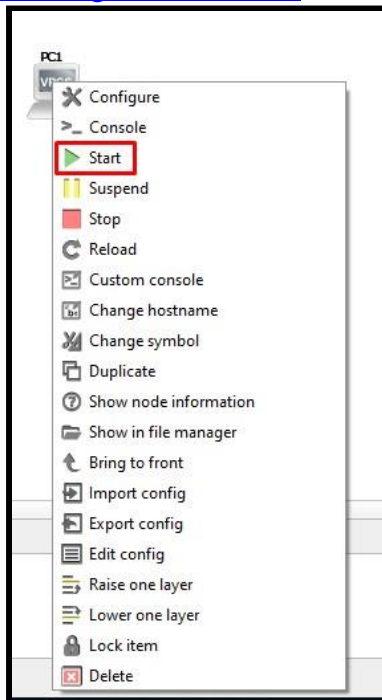 PC1
Configure
Console
Start
Suspend
Stop
Reload
Custom console
Change hostname
Change symbol
Duplicate
Show node information
Show in file manager
Bring to front
Import config
Export config
Edit config
Raise one layer
Lower one layer
Lock item
Delete